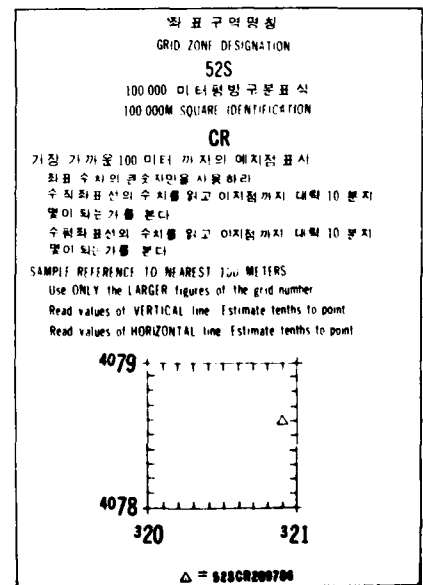 좌표구역명칭
GRID ZONE DESIGNATION
52S
100 000 미터평방구분표식
100 000M SQUARE IDENTIFICATION
CR
가장 가까운 100 미터 까지의 예치점 표사
좌표 수치의 큰숫자만을 사용하라
수직좌표선의 수치를 읽고 이지점까지 대략 10 분지
몇이 되는가를 본다
수평좌표선의 수치를 읽고 이지점까지 대략 10 분지
몇이 되는가를 본다
SAMPLE REFERENCE TO NEAREST 100 METERS
Use ONLY the LARGER figures of the grid number
Read values of VERTICAL line Estimate tenths to point
Read values of HORIZONTAL line Estimate tenths to point
4079
4078
320
321
△ = 52SCR209786